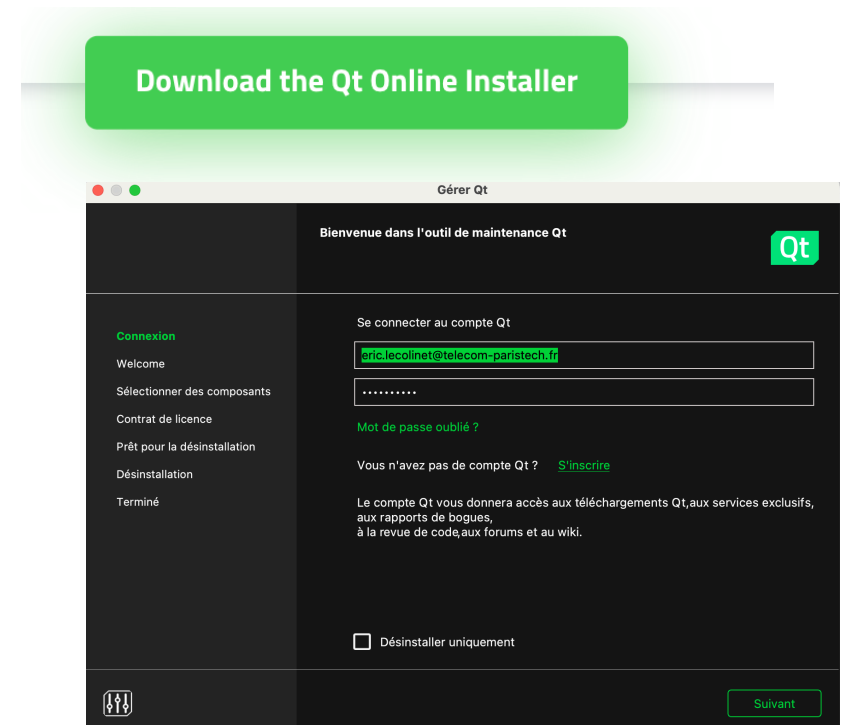 Download the Qt Online Installer
Gérer Qt
Bienvenue dans l'outil de maintenance Qt
Qt
Connexion
Welcome
Sélectionner des composants
Contrat de licence
Prêt pour la désinstallation
Désinstallation
Terminé
Se connecter au compte Qt
eric.lecolinet@telecom-paristech.fr
••••••••••
Mot de passe oublié ?
Vous n'avez pas de compte Qt ? S'inscrire
Le compte Qt vous donnera accès aux téléchargements Qt,aux services exclusifs,
aux rapports de bogues,
à la revue de code,aux forums et au wiki.
Désinstaller uniquement
Suivant